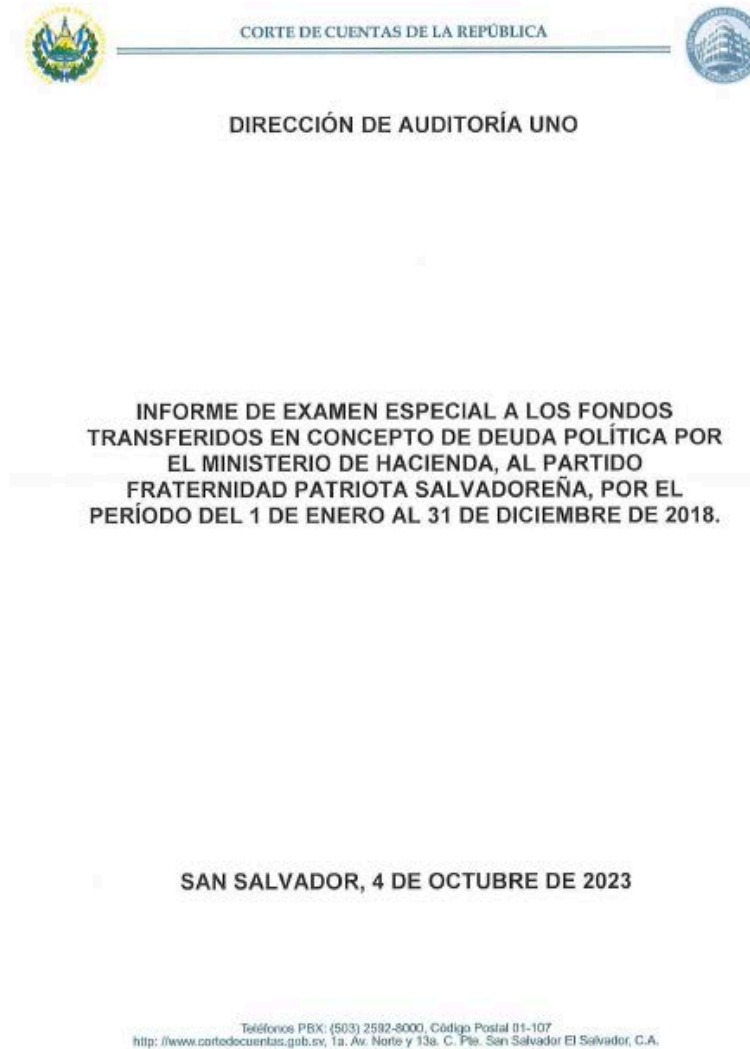 CORTE DE CUENTAS DE LA REPÚBLICA
DIRECCIÓN DE AUDITORÍA UNO
INFORME DE EXAMEN ESPECIAL A LOS FONDOS
TRANSFERIDOS EN CONCEPTO DE DEUDA POLÍTICA POR
EL MINISTERIO DE HACIENDA, AL PARTIDO
FRATERNIDAD PATRIOTA SALVADOREÑA, POR EL
PERÍODO DEL 1 DE ENERO AL 31 DE DICIEMBRE DE 2018.
SAN SALVADOR, 4 DE OCTUBRE DE 2023
Teléfonos PBX: (503) 2592-8000, Código Postal 01-107
http: //www.cortedecuentas.gob.sv, 1a. Av. Norte y 13a. C. Pte. San Salvador El Salvador, C.A.